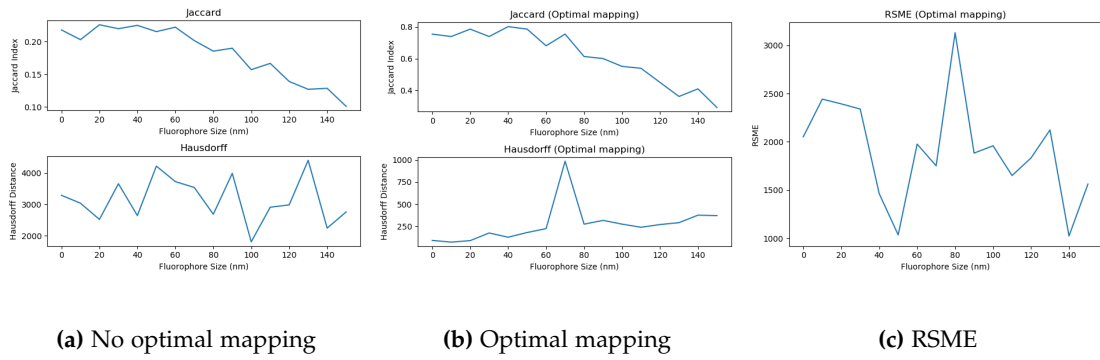 Jaccard
Jaccard Index
0.20
0.15
0.10
0 20 40 60 80 100 120 140
Fluorophore Size (nm)
Hausdorff
Hausdorff Distance
4000
3000
2000
0 20 40 60 80 100 120 140
Fluorophore Size (nm)
(a) No optimal mapping
Jaccard (Optimal mapping)
Jaccard Index
0.8
0.6
0.4
0 20 40 60 80 100 120 140
Fluorophore Size (nm)
Hausdorff (Optimal mapping)
Hausdorff Distance
1000
750
500
250
0 20 40 60 80 100 120 140
Fluorophore Size (nm)
(b) Optimal mapping
RSME (Optimal mapping)
RSME
3000
2500
2000
1500
1000
0 20 40 60 80 100 120 140
Fluorophore Size (nm)
(c) RSME